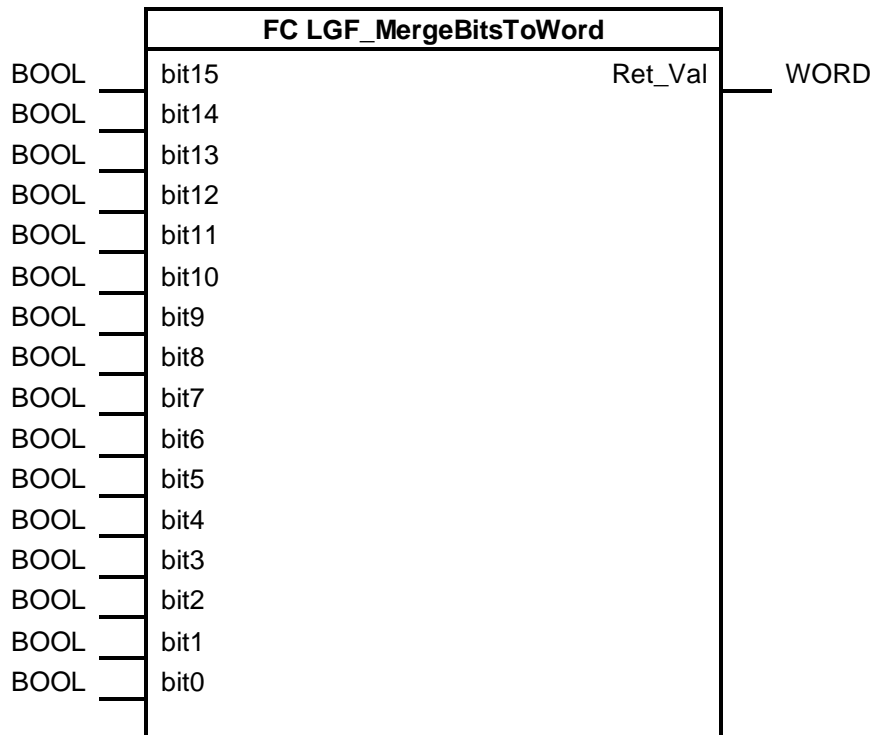 FC LGF_MergeBitsToWord
BOOL bit15 Ret_Val WORD
BOOL bit14
BOOL bit13
BOOL bit12
BOOL bit11
BOOL bit10
BOOL bit9
BOOL bit8
BOOL bit7
BOOL bit6
BOOL bit5
BOOL bit4
BOOL bit3
BOOL bit2
BOOL bit1
BOOL bit0